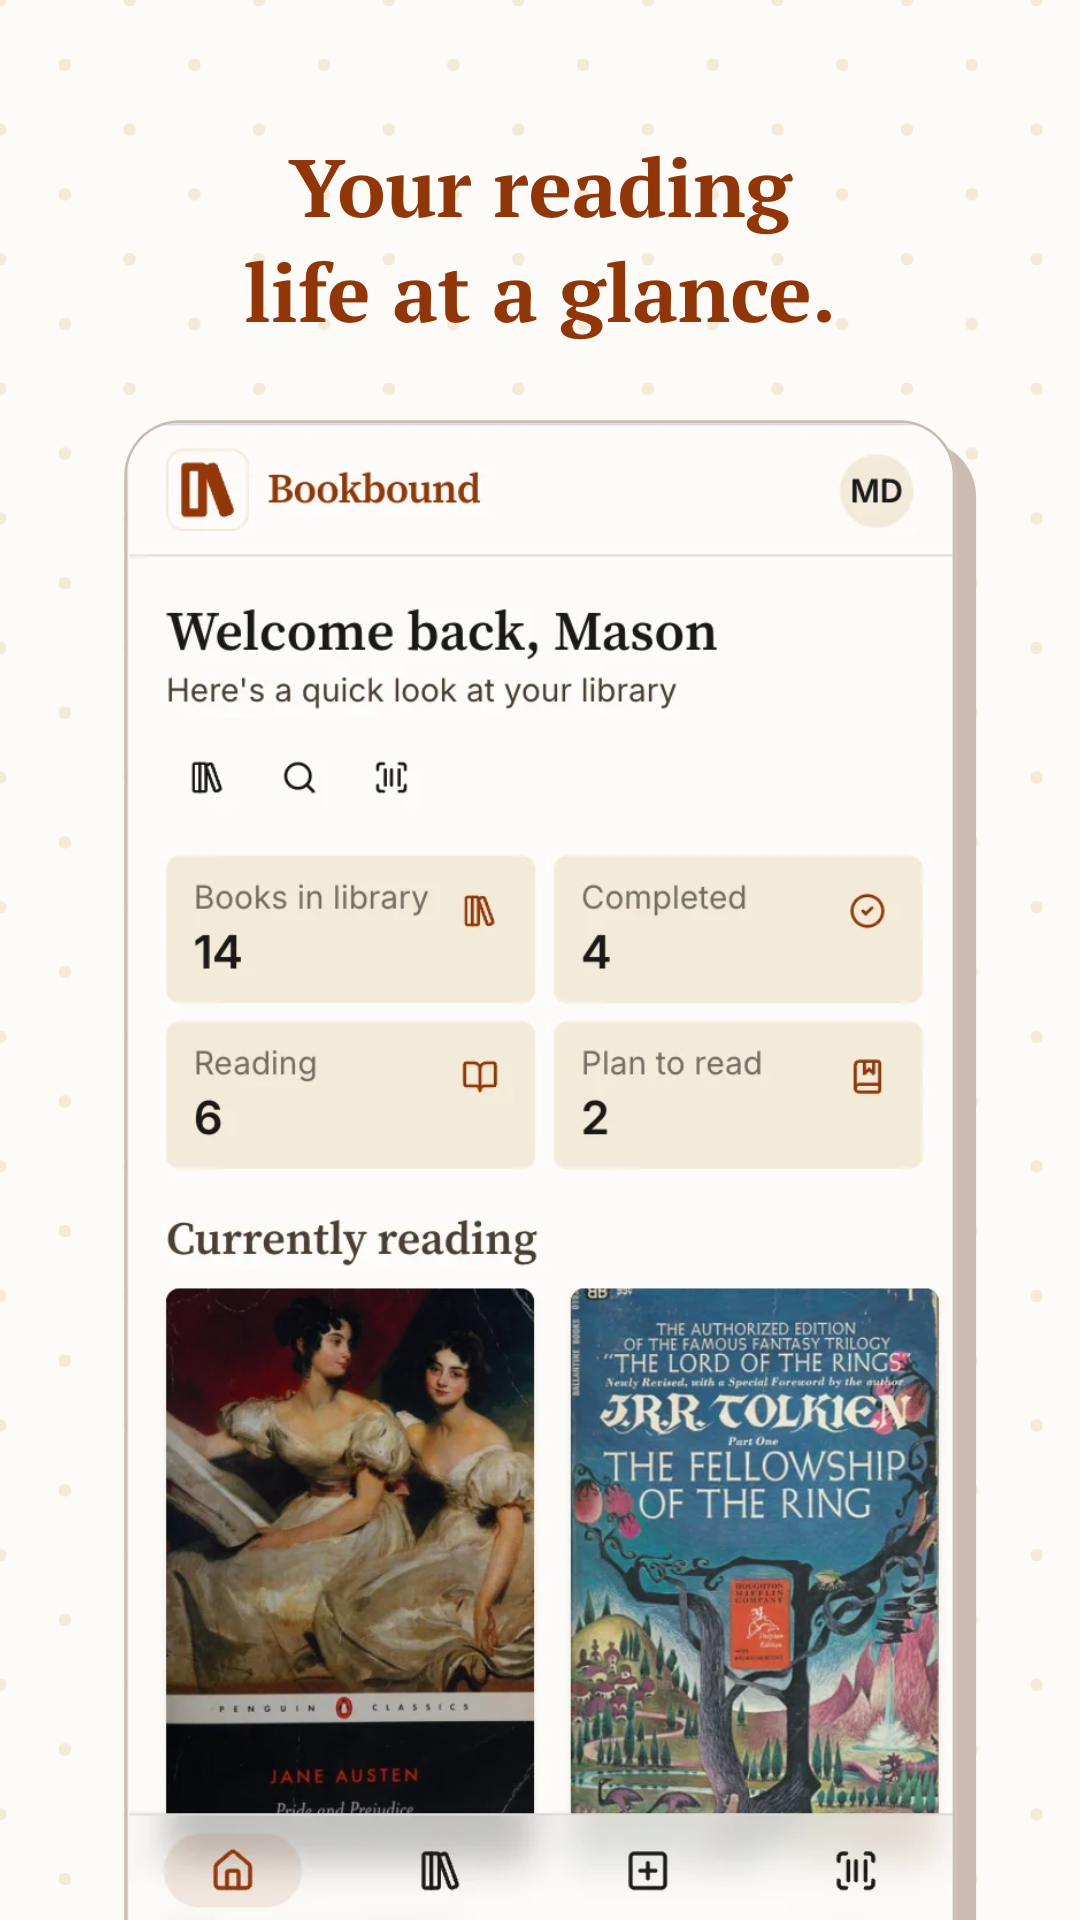 Your reading
life at a glance.
Bookbound
MD
Welcome back, Mason
Here's a quick look at your library
Books in library
14
Completed
4
Reading
6
Plan to read
2
Currently reading
PENGUIN CLASSICS
JANE AUSTEN
Pride and Prejudice
BB 95¢
BALLANTINE BOOKS
THE AUTHORIZED EDITION
OF THE FAMOUS FANTASY TRILOGY
"THE LORD OF THE RINGS"
Newly Revised, with a Special Foreword by the author
J.R.R. TOLKIEN
Part One
THE FELLOWSHIP
OF THE RING
HOUGHTON
MIFFLIN
COMPANY
Dolphin
Edition